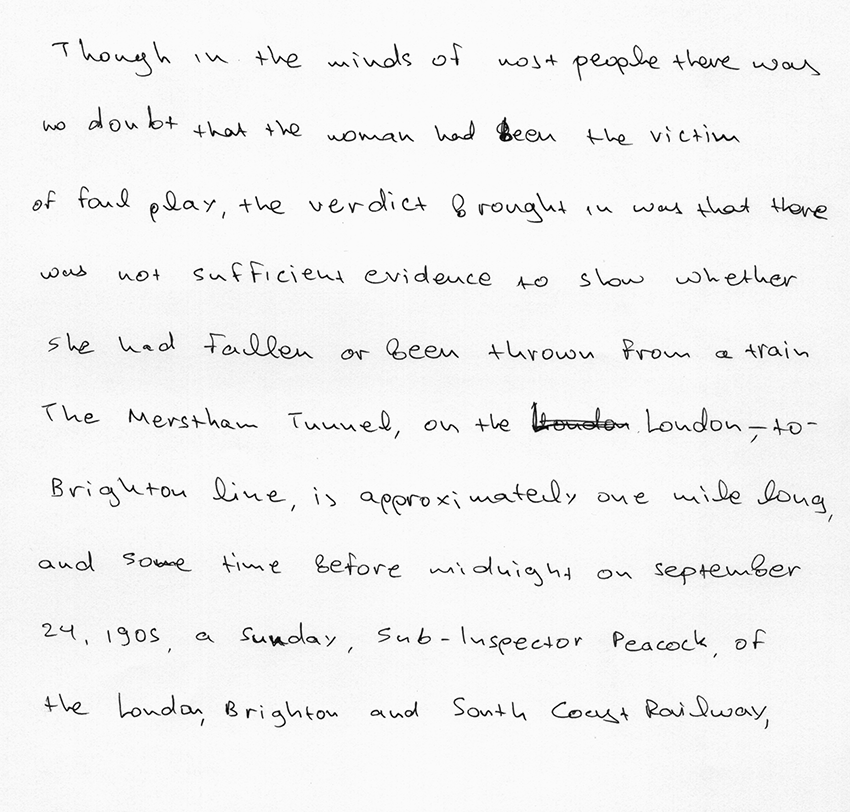 Though in the minds of most people there was
no doubt that the woman had been the victim
of foul play, the verdict brought in was that there
was not sufficient evidence to show whether
she had fallen or been thrown from a train
The Merstham Tunnel, on the London-to-
Brighton line, is approximately one mile long,
and some time before midnight on september
24, 1905, a Sunday, Sub-Inspector Peacock, of
the London, Brighton and South Coast Railway,